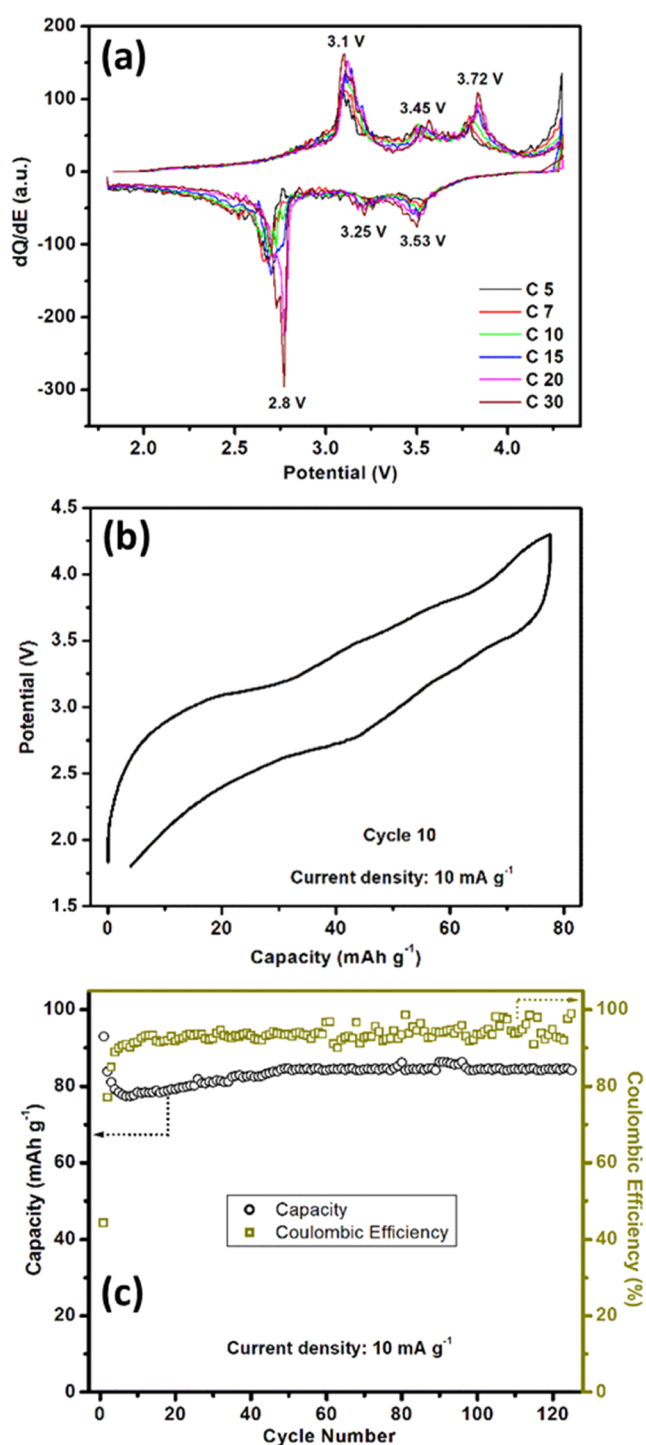 (a)
200
100
0
-100
-200
-300
dQ/dE (a.u.)
3.1 V
3.45 V
3.72 V
3.25 V
3.53 V
2.8 V
C 5
C 7
C 10
C 15
C 20
C 30
2.0 2.5 3.0 3.5 4.0
Potential (V)
(b)
4.5
4.0
3.5
3.0
2.5
2.0
1.5
Potential (V)
Cycle 10
Current density: 10 mA g⁻¹
0 20 40 60 80
Capacity (mAh g⁻¹)
100
80
60
40
20
0
Capacity (mAh g⁻¹)
100
80
60
40
20
0
Coulombic Efficiency (%)
Capacity
Coulombic Efficiency
(c)
Current density: 10 mA g⁻¹
0 20 40 60 80 100 120
Cycle Number